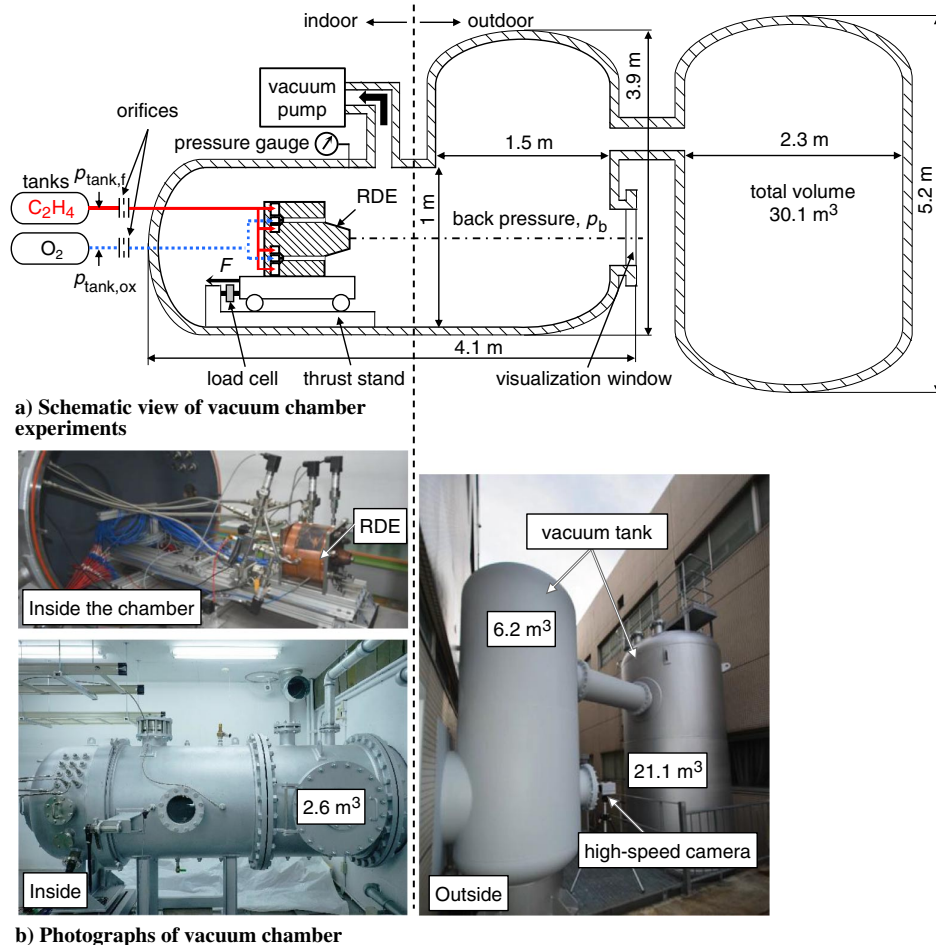 indoor
outdoor
vacuum
pump
orifices
pressure gauge
tanks
p_tank,f
C₂H₄
O₂
p_tank,ox
F
RDE
1 m
1.5 m
back pressure, p_b
3.9 m
2.3 m
total volume
30.1 m³
5.2 m
4.1 m
load cell
thrust stand
visualization window
a) Schematic view of vacuum chamber
experiments
RDE
Inside the chamber
2.6 m³
Inside
vacuum tank
6.2 m³
21.1 m³
high-speed camera
Outside
b) Photographs of vacuum chamber